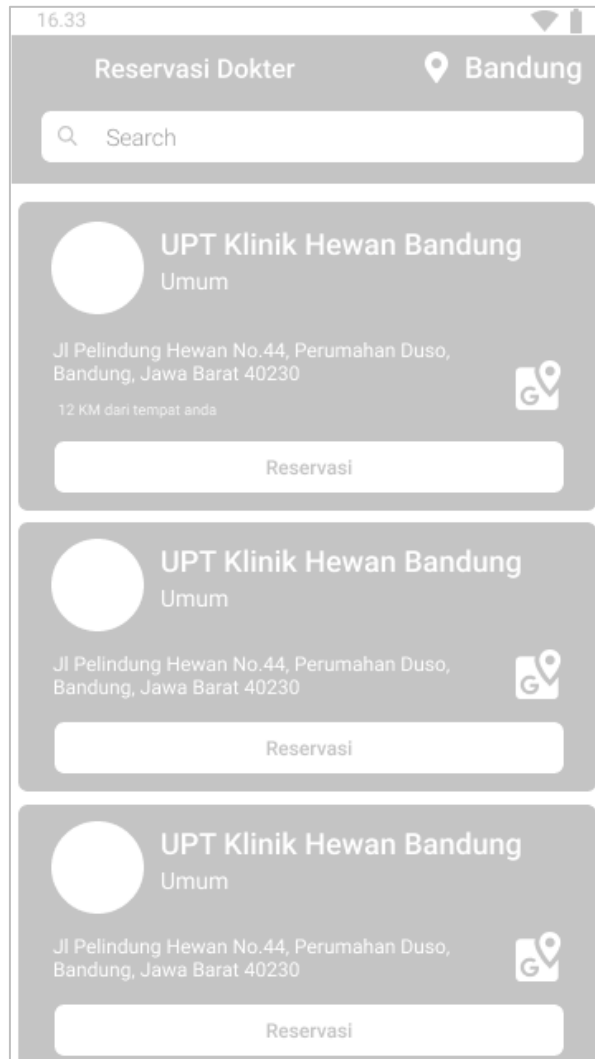 16.33
Reservasi Dokter
Bandung
Search
UPT Klinik Hewan Bandung
Umum
Jl Pelindung Hewan No.44, Perumahan Duso,
Bandung, Jawa Barat 40230
G
12 KM dari tempat anda
Reservasi
UPT Klinik Hewan Bandung
Umum
Jl Pelindung Hewan No.44, Perumahan Duso,
Bandung, Jawa Barat 40230
G
Reservasi
UPT Klinik Hewan Bandung
Umum
Jl Pelindung Hewan No.44, Perumahan Duso,
Bandung, Jawa Barat 40230
G
Reservasi